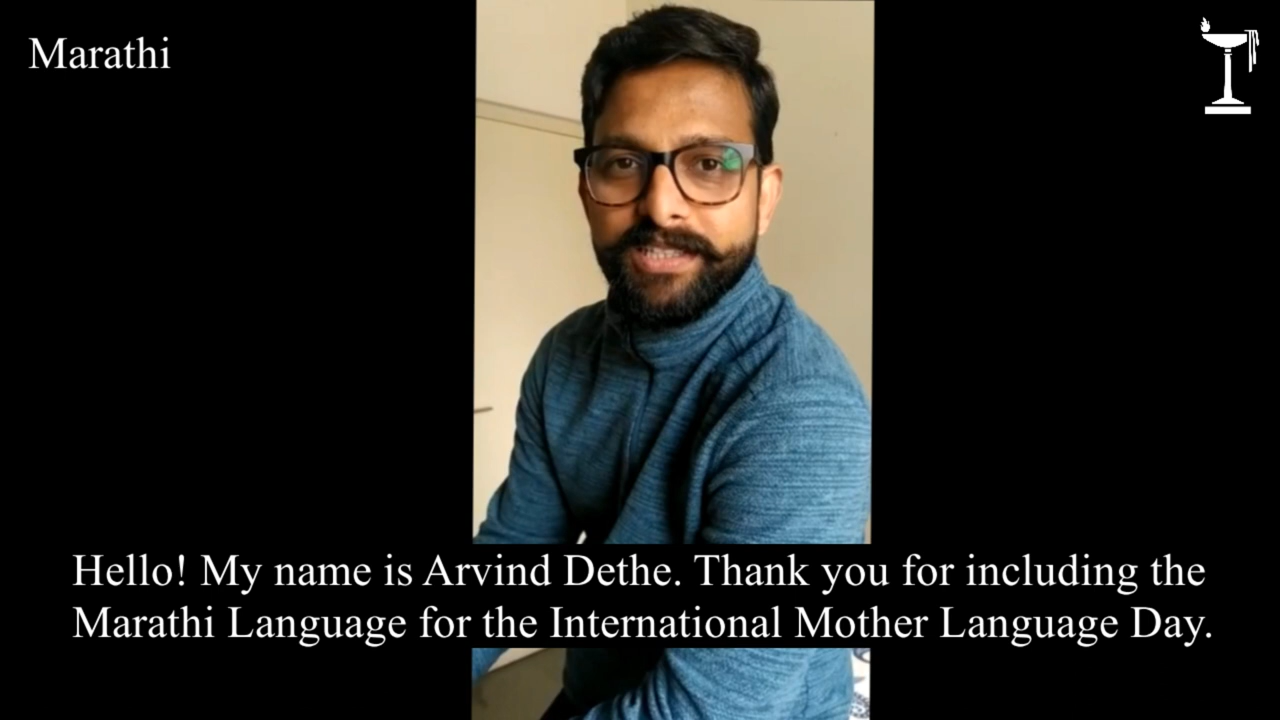 Marathi
Hello! My name is Arvind Dethe. Thank you for including the
Marathi Language for the International Mother Language Day.